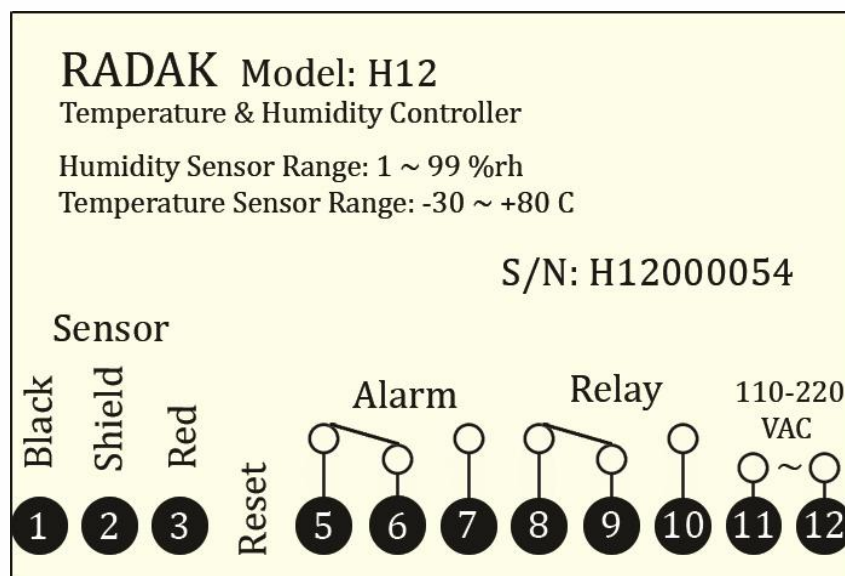 RADAK Model: H12
Temperature & Humidity Controller
Humidity Sensor Range: 1 ~ 99 %rh
Temperature Sensor Range: -30 ~ +80 C
S/N: H12000054
Sensor
Black
Shield
Red
Reset
Alarm
Relay
110-220
VAC
~
1 2 3 5 6 7 8 9 10 11 12